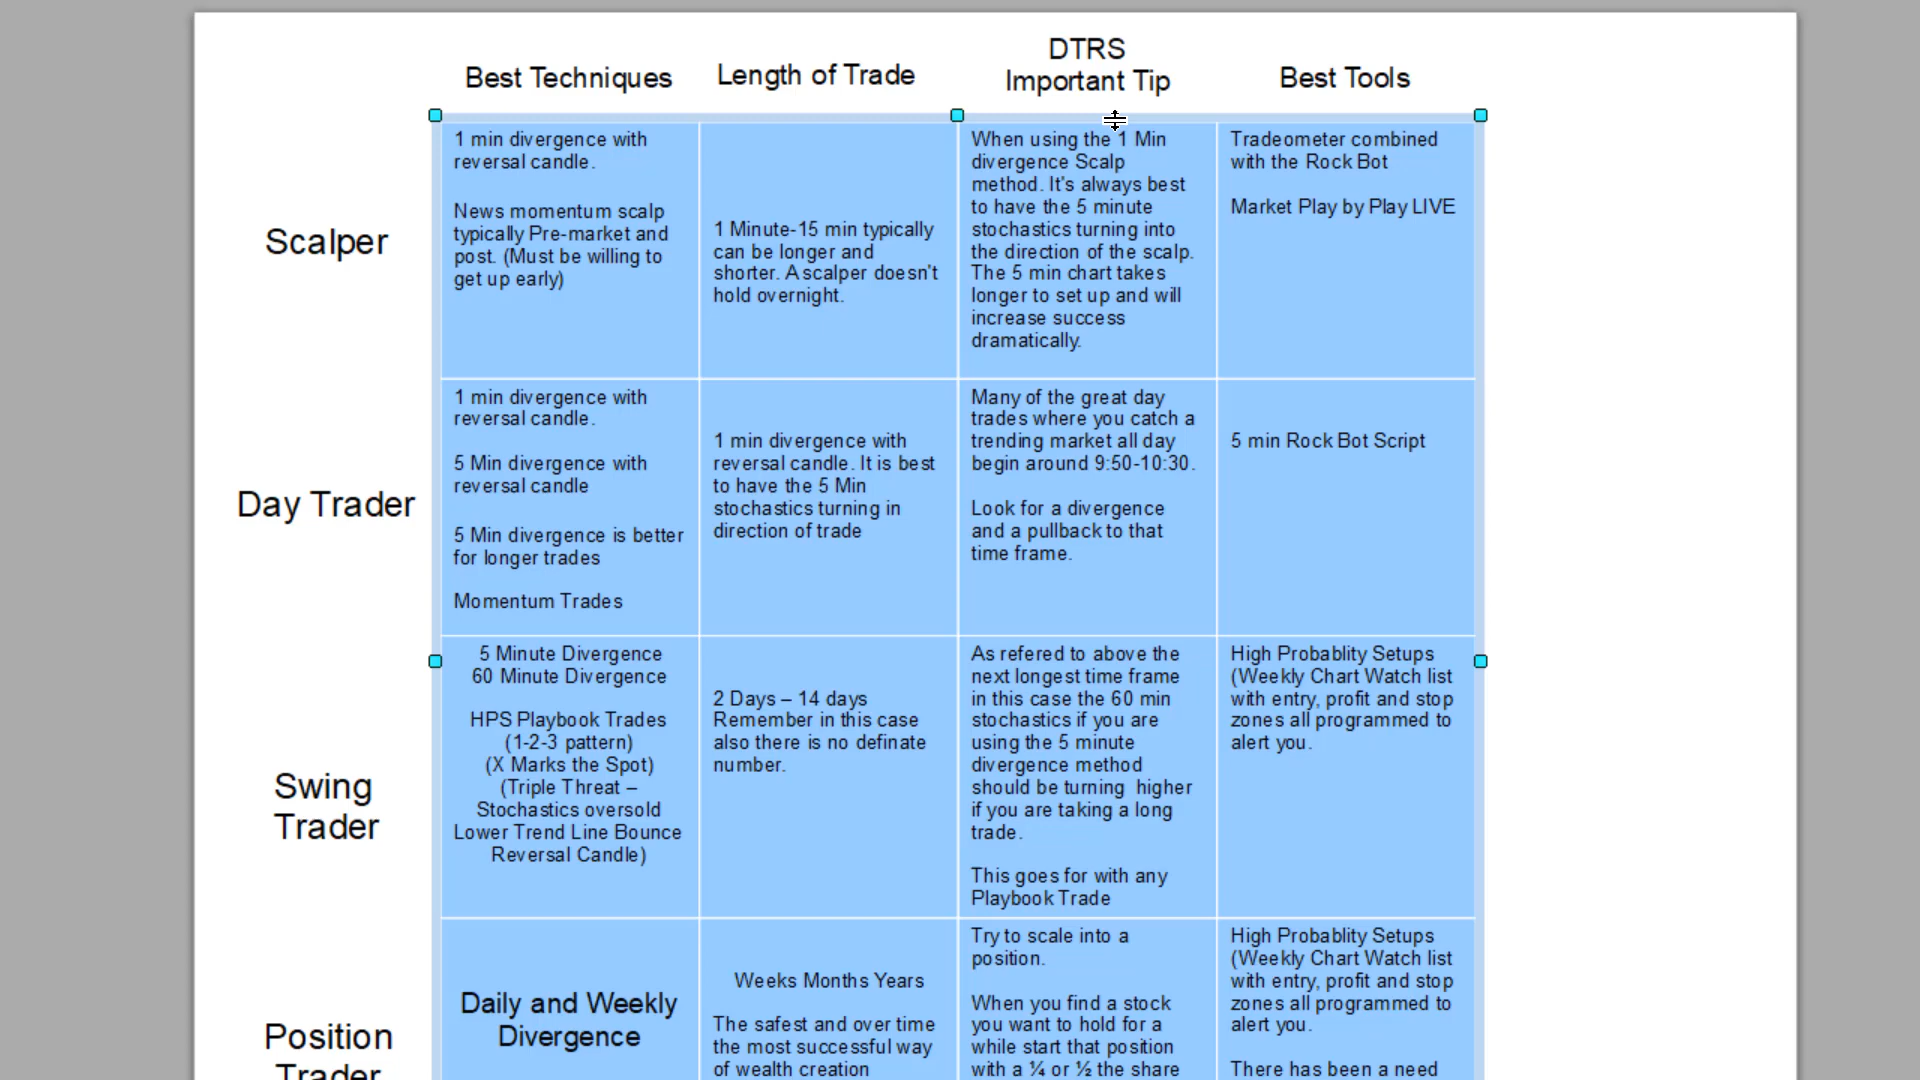 Best Techniques
Length of Trade
DTRS
Important Tip
Best Tools
Scalper
1 min divergence with
reversal candle.
News momentum scalp
typically Pre-market and
post. (Must be willing to
get up early)
1 Minute-15 min typically
can be longer and
shorter. A scalper doesn't
hold overnight.
When using the 1 Min
divergence Scalp
method. It's always best
to have the 5 minute
stochastics turning into
the direction of the scalp.
The 5 min chart takes
longer to set up and will
increase success
dramatically.
Tradeometer combined
with the Rock Bot
Market Play by Play LIVE
Day Trader
1 min divergence with
reversal candle.
5 Min divergence with
reversal candle
5 Min divergence is better
for longer trades
Momentum Trades
1 min divergence with
reversal candle. It is best
to have the 5 Min
stochastics turning in
direction of trade
Many of the great day
trades where you catch a
trending market all day
begin around 9:50-10:30.
Look for a divergence
and a pullback to that
time frame.
5 min Rock Bot Script
Swing
Trader
5 Minute Divergence
60 Minute Divergence
HPS Playbook Trades
(1-2-3 pattern)
(X Marks the Spot)
(Triple Threat –
Stochastics oversold
Lower Trend Line Bounce
Reversal Candle)
2 Days – 14 days
Remember in this case
also there is no definate
number.
As refered to above the
next longest time frame
in this case the 60 min
stochastics if you are
using the 5 minute
divergence method
should be turning higher
if you are taking a long
trade.
This goes for with any
Playbook Trade
High Probablity Setups
(Weekly Chart Watch list
with entry, profit and stop
zones all programmed to
alert you.
Position
Trader
Daily and Weekly
Divergence
Weeks Months Years
The safest and over time
the most successful way
of wealth creation
Try to scale into a
position.
When you find a stock
you want to hold for a
while start that position
with a ¼ or ½ the share
High Probablity Setups
(Weekly Chart Watch list
with entry, profit and stop
zones all programmed to
alert you.
There has been a need